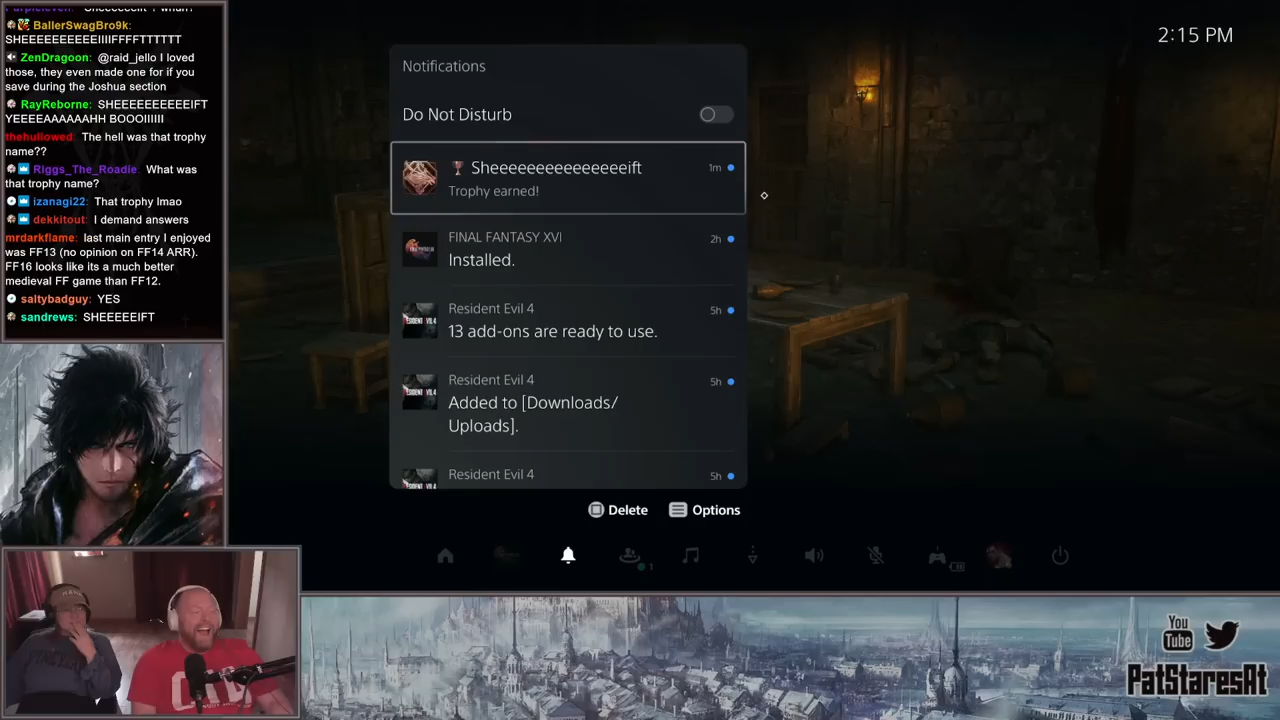 BallerSwagBro9k:
SHEEEEEEEEEEIIIIFFFFTTTTTT
ZenDragoon: @raid_jello I loved
those, they even made one for if you
save during the Joshua section
RayReborne: SHEEEEEEEEEEIFT
YEEEEAAAAAAHH BOOOIIIIII
thehullowed: The hell was that trophy
name??
Riggs_The_Roadie: What was
that trophy name?
izanagi22: That trophy lmao
dekkitout: I demand answers
mrdarkflame: last main entry I enjoyed
was FF13 (no opinion on FF14 ARR).
FF16 looks like its a much better
medieval FF game than FF12.
saltybadguy: YES
sandrews: SHEEEEEIFT
2:15 PM
Notifications
Do Not Disturb
Sheeeeeeeeeeeeeeift
1m
Trophy earned!
FINAL FANTASY XVI
2h
Installed.
Resident Evil 4
5h
13 add-ons are ready to use.
Resident Evil 4
5h
Added to [Downloads/
Uploads].
Resident Evil 4
5h
Delete
Options
1
You
Tube
PatStaresAt